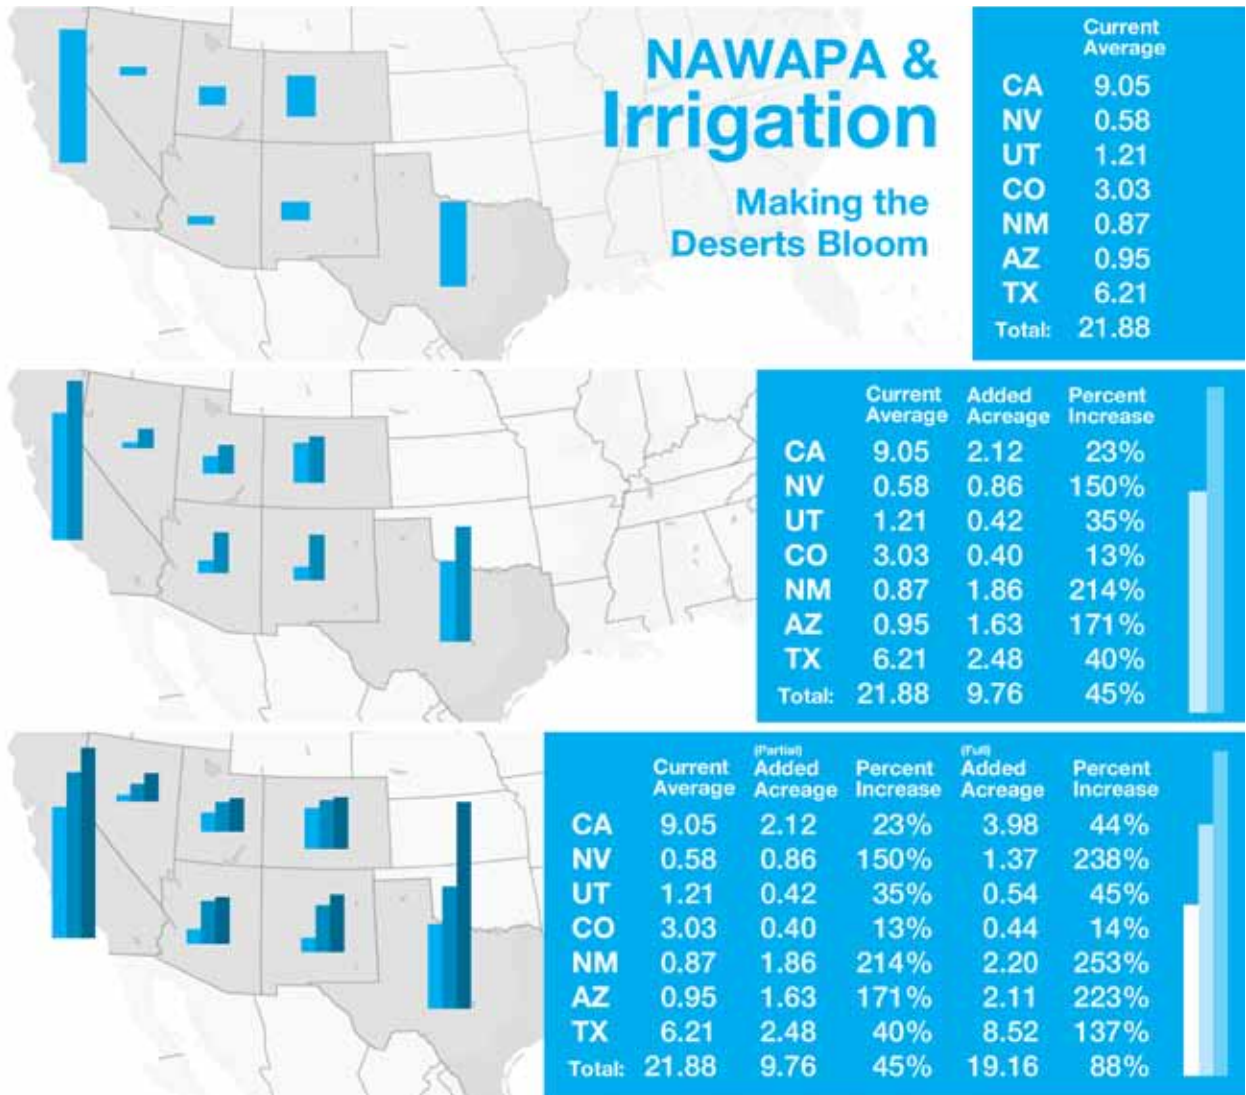 NAWAPA &
Irrigation
Making the
Deserts Bloom
Current
Average
CA 9.05
NV 0.58
UT 1.21
CO 3.03
NM 0.87
AZ 0.95
TX 6.21
Total: 21.88
Current Added Percent
Average Acreage Increase
CA 9.05 2.12 23%
NV 0.58 0.86 150%
UT 1.21 0.42 35%
CO 3.03 0.40 13%
NM 0.87 1.86 214%
AZ 0.95 1.63 171%
TX 6.21 2.48 40%
Total: 21.88 9.76 45%
(Partial) (Full)
Current Added Percent Added Percent
Average Acreage Increase Acreage Increase
CA 9.05 2.12 23% 3.98 44%
NV 0.58 0.86 150% 1.37 238%
UT 1.21 0.42 35% 0.54 45%
CO 3.03 0.40 13% 0.44 14%
NM 0.87 1.86 214% 2.20 253%
AZ 0.95 1.63 171% 2.11 223%
TX 6.21 2.48 40% 8.52 137%
Total: 21.88 9.76 45% 19.16 88%